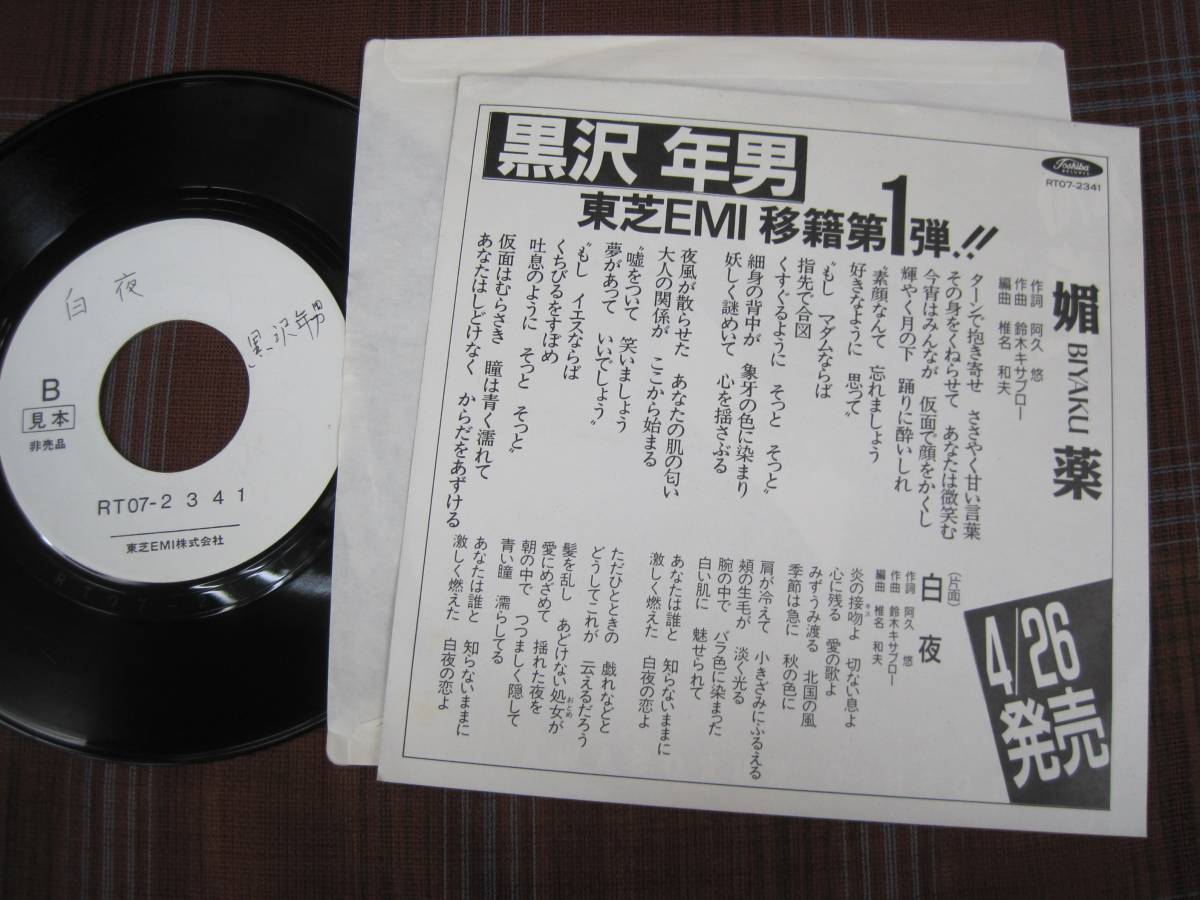 黒沢 年男
東芝EMI 移籍第1弾!!
Toshiba
RECORDS
RT07-2341
媚薬
BIYAKU
作詞 阿久 悠
作曲 鈴木キサブロー
編曲 椎名 和夫
ターンで抱き寄せ ささやく甘い言葉
その身をくねらせて あなたは微笑む
今宵はみんなが 仮面で顔をかくし
輝やく月の下 踊りに酔いしれ
“素顔なんて 忘れましょう
好きなように 思って”
“もし マダムならば
指先で合図
くすぐるように そっと そっと”
細身の背中が 象牙の色に染まり
妖しく謎めいて 心を揺さぶる
夜風が散らせた あなたの肌の匂い
大人の関係が ここから始まる
“嘘をついて 笑いましょう
夢があって いいでしょう”
“もし イエスならば
くちびるをすぼめ
吐息のように そっと そっと”
仮面はむらさき 瞳は青く濡れて
あなたはしどけなく からだをあずける
(片面)
白夜
作詞 阿久 悠
作曲 鈴木キサブロー
編曲 椎名 和夫
炎の接吻よ 切ない息よ
キス
心に残る 愛の歌よ
みずうみ渡る 北国の風
季節は急に 秋の色に
肩が冷えて 小きざみにふるえる
頬の生毛が 淡く光る
腕の中で バラ色に染まった
白い肌に 魅せられて
あなたは誰と 知らないままに
激しく燃えた 白夜の恋よ
ただひとときの 戯れなどと
どうしてこれが 云えるだろう
髪を乱し あどけない処女が
おとめ
愛にめざめて 揺れた夜を
朝の中で つつましく隠して
青い瞳 濡らしてる
あなたは誰と 知らないままに
激しく燃えた 白夜の恋よ
4/26
発売
白夜
黒沢年男
B
見本
非売品
RT07-2341
東芝EMI株式会社